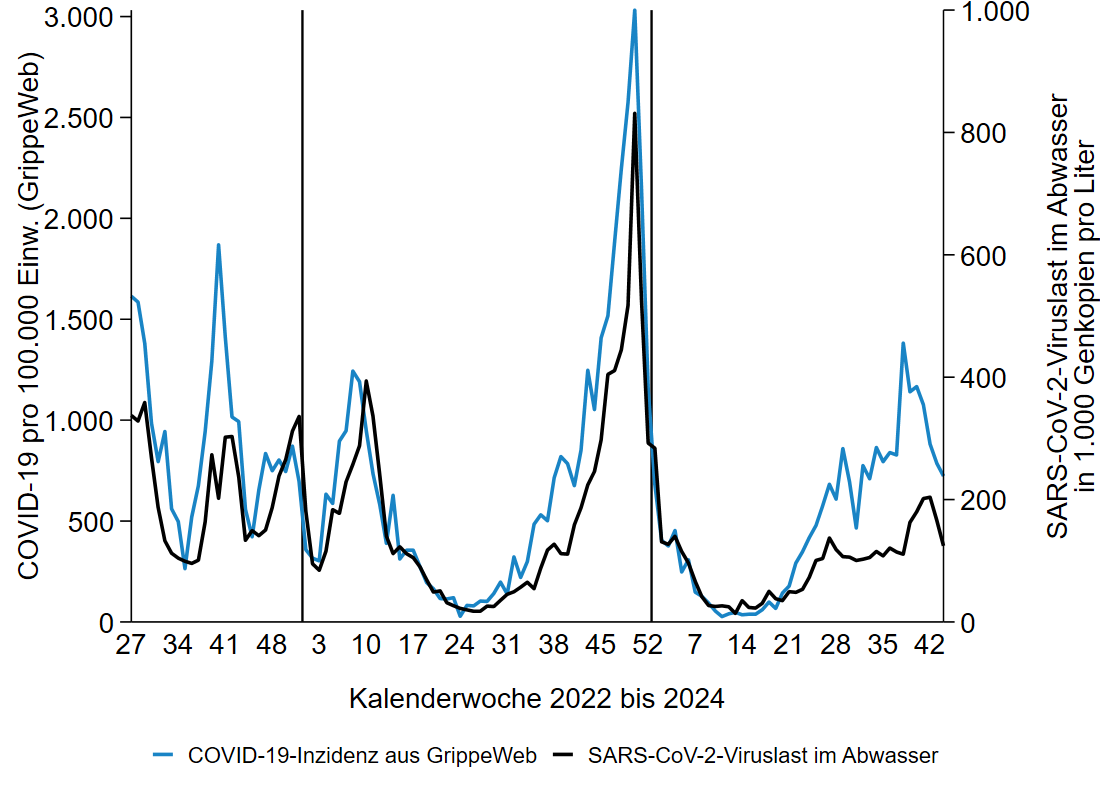 COVID-19 pro 100.000 Einw. (GrippeWeb)
3.000
2.500
2.000
1.500
1.000
500
0
1.000
800
600
400
200
0
SARS-CoV-2-Viruslast im Abwasser
in 1.000 Genkopien pro Liter
27 34 41 48 3 10 17 24 31 38 45 52 7 14 21 28 35 42
Kalenderwoche 2022 bis 2024
COVID-19-Inzidenz aus GrippeWeb SARS-CoV-2-Viruslast im Abwasser